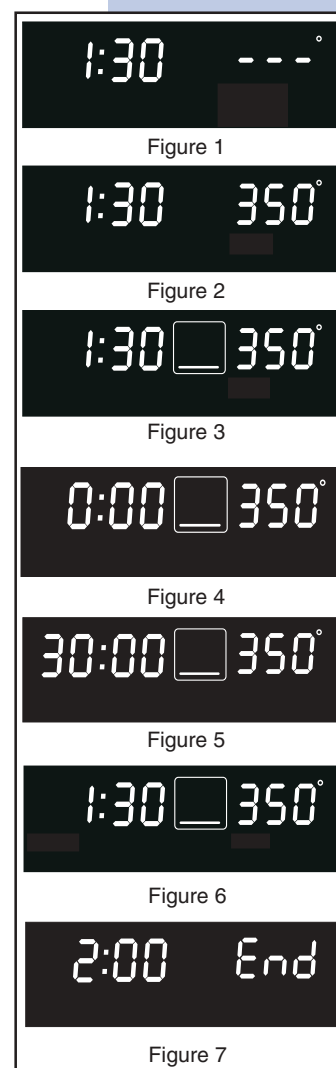 1:30 ---°
Figure 1
1:30 350°
Figure 2
1:30 350°
Figure 3
0:00 350°
Figure 4
30:00 350°
Figure 5
1:30 350°
Figure 6
2:00 End
Figure 7